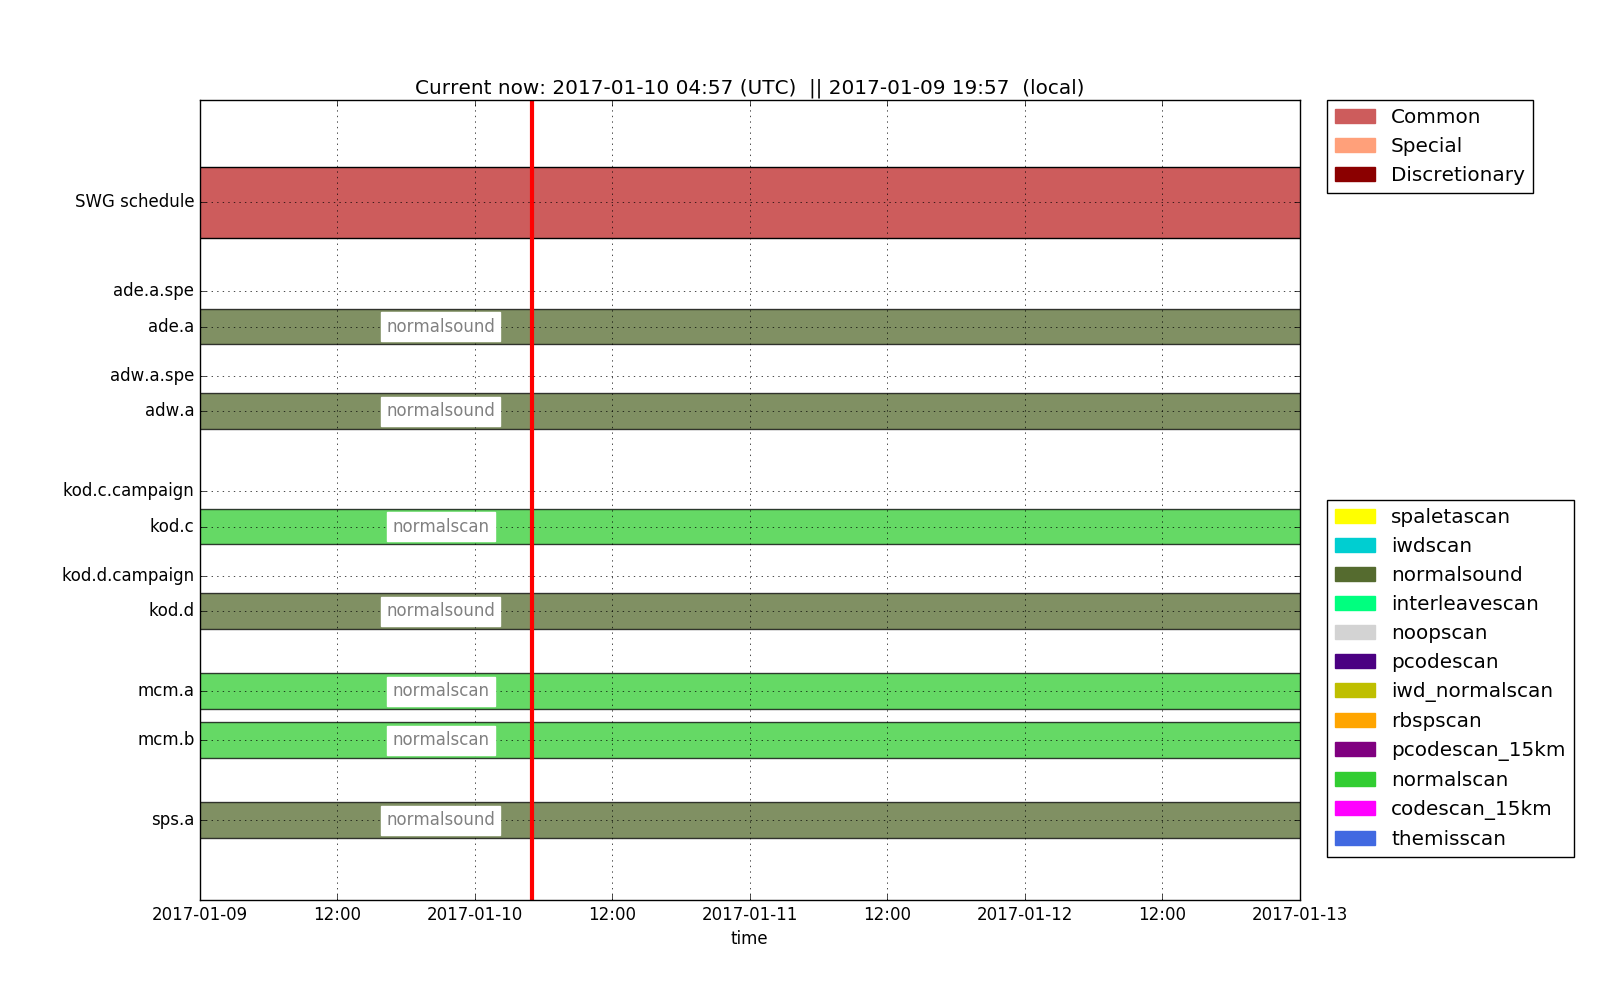 Current now: 2017-01-10 04:57 (UTC)  || 2017-01-09 19:57  (local)
Common
Special
Discretionary
SWG schedule
ade.a.spe
ade.a
normalsound
adw.a.spe
adw.a
normalsound
kod.c.campaign
kod.c
normalscan
kod.d.campaign
kod.d
normalsound
mcm.a
normalscan
mcm.b
normalscan
sps.a
normalsound
spaletascan
iwdscan
normalsound
interleavescan
noopscan
pcodescan
iwd_normalscan
rbspscan
pcodescan_15km
normalscan
codescan_15km
themisscan
2017-01-09 12:00 2017-01-10 12:00 2017-01-11 12:00 2017-01-12 12:00 2017-01-13
time